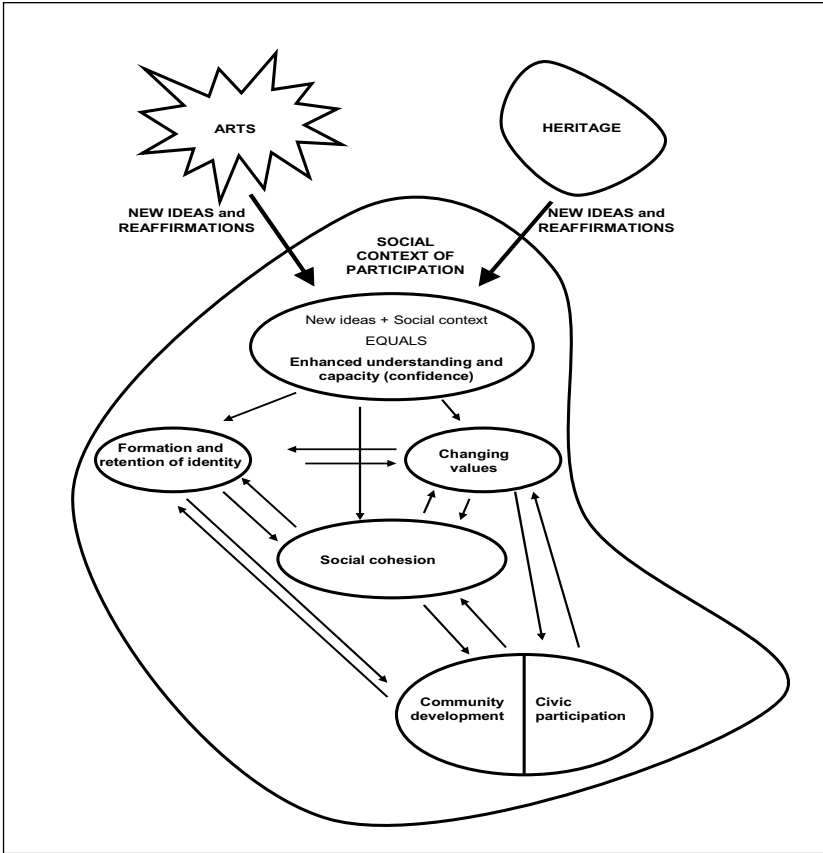 ARTS
HERITAGE
NEW IDEAS and
REAFFIRMATIONS
NEW IDEAS and
REAFFIRMATIONS
SOCIAL
CONTEXT OF
PARTICIPATION
New ideas + Social context
EQUALS
Enhanced understanding and
capacity (confidence)
Formation and
retention of identity
Changing
values
Social cohesion
Community
development
Civic
participation